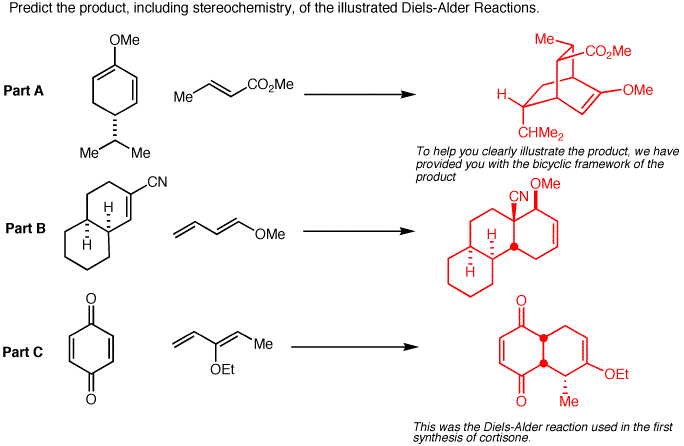 Predict the product, including stereochemistry, of the illustrated Diels-Alder Reactions.
Part A
OMe
Me
Me
Me
CO2Me
Me
CO2Me
H
OMe
CHMe2
To help you clearly illustrate the product, we have
provided you with the bicyclic framework of the
product
Part B
CN
H
H
OMe
CN
OMe
H
H
Part C
O
O
Me
OEt
O
O
OEt
Me
This was the Diels-Alder reaction used in the first
synthesis of cortisone.